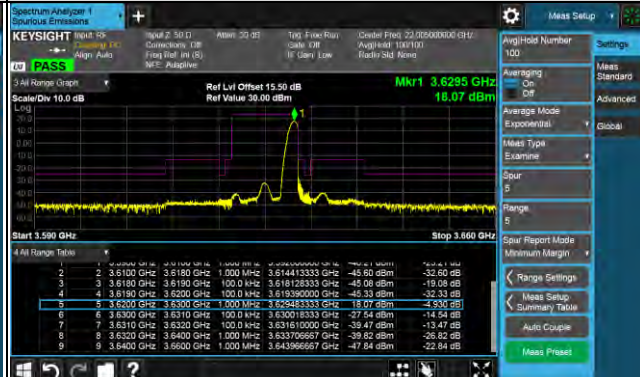 Spectrum Analyzer 1
Spurious Emissions
Meas Setup
KEYSIGHT Input: RF
Coupling: DC
Align: Auto
Input Z: 50 Ω
Corrections: Off
Freq Ref: Int (S)
NFE: Adaptive
Atten: 30 dB
Trig: Free Run
Gate: Off
IF Gain: Low
Center Freq: 22.005000000 GHz
Avg|Hold: 100/100
Radio Std: None
PASS
3 All Range Graph
Scale/Div 10.0 dB
Ref Lvl Offset 15.50 dB
Ref Value 30.00 dBm
Mkr1 3.6295 GHz
18.07 dBm
Log
1
Start 3.590 GHz
Stop 3.660 GHz
4 All Range Table
2 2 3.6100 GHz 3.6180 GHz 1.000 MHz 3.614413333 GHz -45.60 dBm -32.60 dB
3 3 3.6180 GHz 3.6190 GHz 100.0 kHz 3.618128333 GHz -45.08 dBm -19.08 dB
4 4 3.6190 GHz 3.6200 GHz 100.0 kHz 3.619390000 GHz -45.33 dBm -32.33 dB
5 5 3.6200 GHz 3.6300 GHz 1.000 MHz 3.629483333 GHz 18.07 dBm -4.930 dB
6 6 3.6300 GHz 3.6310 GHz 100.0 kHz 3.630018333 GHz -27.54 dBm -14.54 dB
7 7 3.6310 GHz 3.6320 GHz 100.0 kHz 3.631610000 GHz -39.47 dBm -13.47 dB
8 8 3.6320 GHz 3.6400 GHz 1.000 MHz 3.633706667 GHz -39.82 dBm -26.82 dB
9 9 3.6400 GHz 3.6600 GHz 1.000 MHz 3.643966667 GHz -47.84 dBm -22.84 dB
Avg|Hold Number
100
Averaging
On
Off
Average Mode
Exponential
Meas Type
Examine
Spur
5
Range
5
Spur Report Mode
Minimum Margin
Range Settings
Meas Setup
Summary Table
Auto Couple
Meas Preset
Settings
Meas
Standard
Advanced
Global